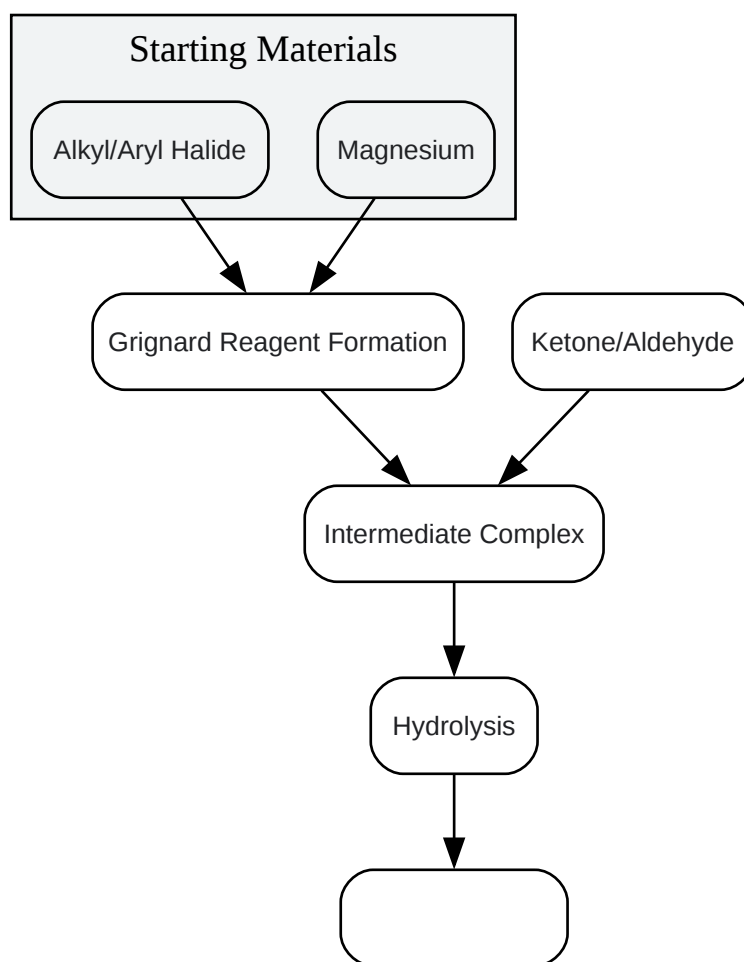 Starting Materials
Alkyl/Aryl Halide
Magnesium
Grignard Reagent Formation
Ketone/Aldehyde
Intermediate Complex
Hydrolysis